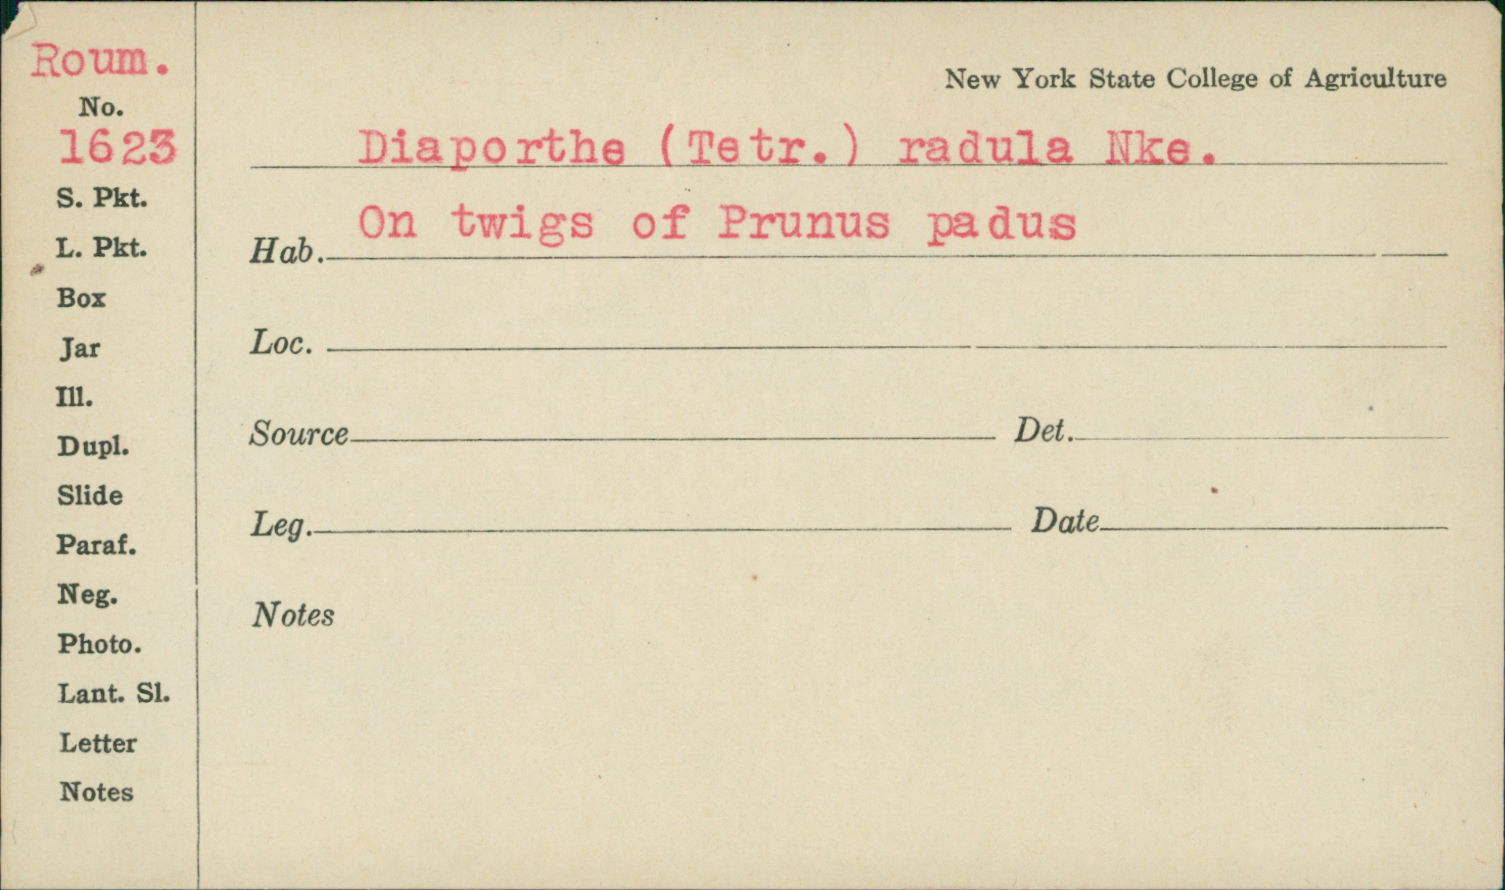 Roum.
No.
1623
S. Pkt.
L. Pkt.
Box
Jar
Ill.
Dupl.
Slide
Paraf.
Neg.
Photo.
Lant. Sl.
Letter
Notes
New York State College of Agriculture
Diaporthe (Tetr.) radula Nke.
On twigs of Prunus padus
Hab.
Loc.
Source Det.
Leg. Date
Notes